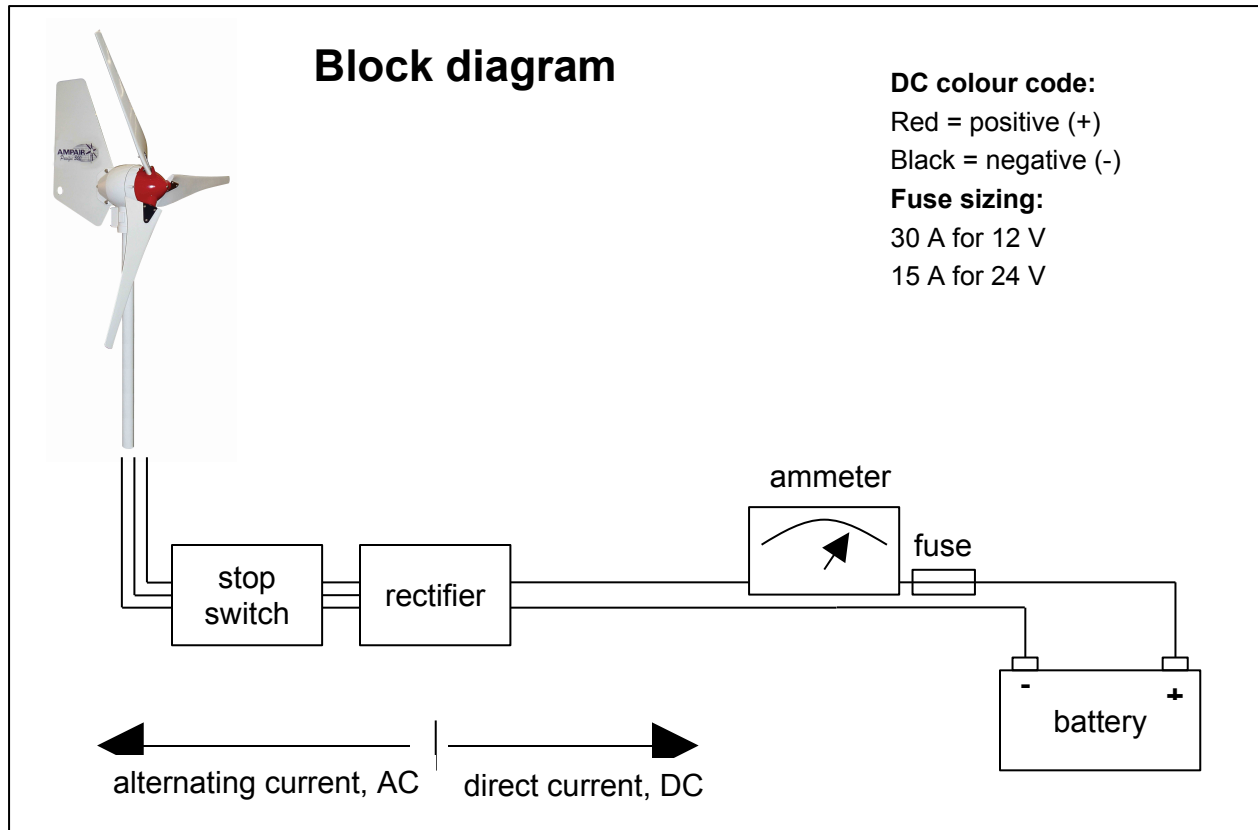 Block diagram
DC colour code:
Red = positive (+)
Black = negative (-)
Fuse sizing:
30 A for 12 V
15 A for 24 V
AMPAIR
ammeter
fuse
stop
switch
rectifier
-
+
battery
alternating current, AC
direct current, DC